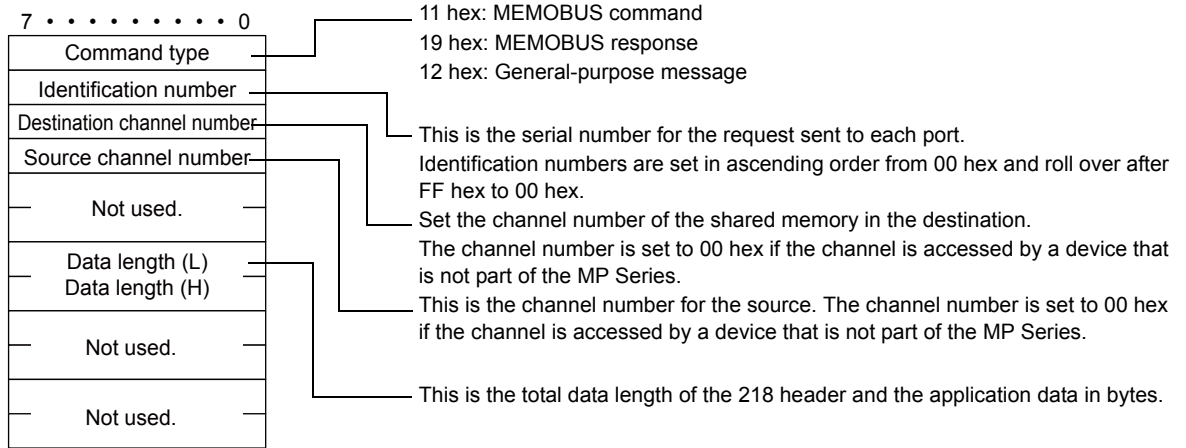 7 • • • • • • • • • 0
Command type
Identification number
Destination channel number
Source channel number
Not used.
Data length (L)
Data length (H)
Not used.
Not used.
11 hex: MEMOBUS command
19 hex: MEMOBUS response
12 hex: General-purpose message
This is the serial number for the request sent to each port.
Identification numbers are set in ascending order from 00 hex and roll over after
FF hex to 00 hex.
Set the channel number of the shared memory in the destination.
The channel number is set to 00 hex if the channel is accessed by a device that
is not part of the MP Series.
This is the channel number for the source. The channel number is set to 00 hex
if the channel is accessed by a device that is not part of the MP Series.
This is the total data length of the 218 header and the application data in bytes.